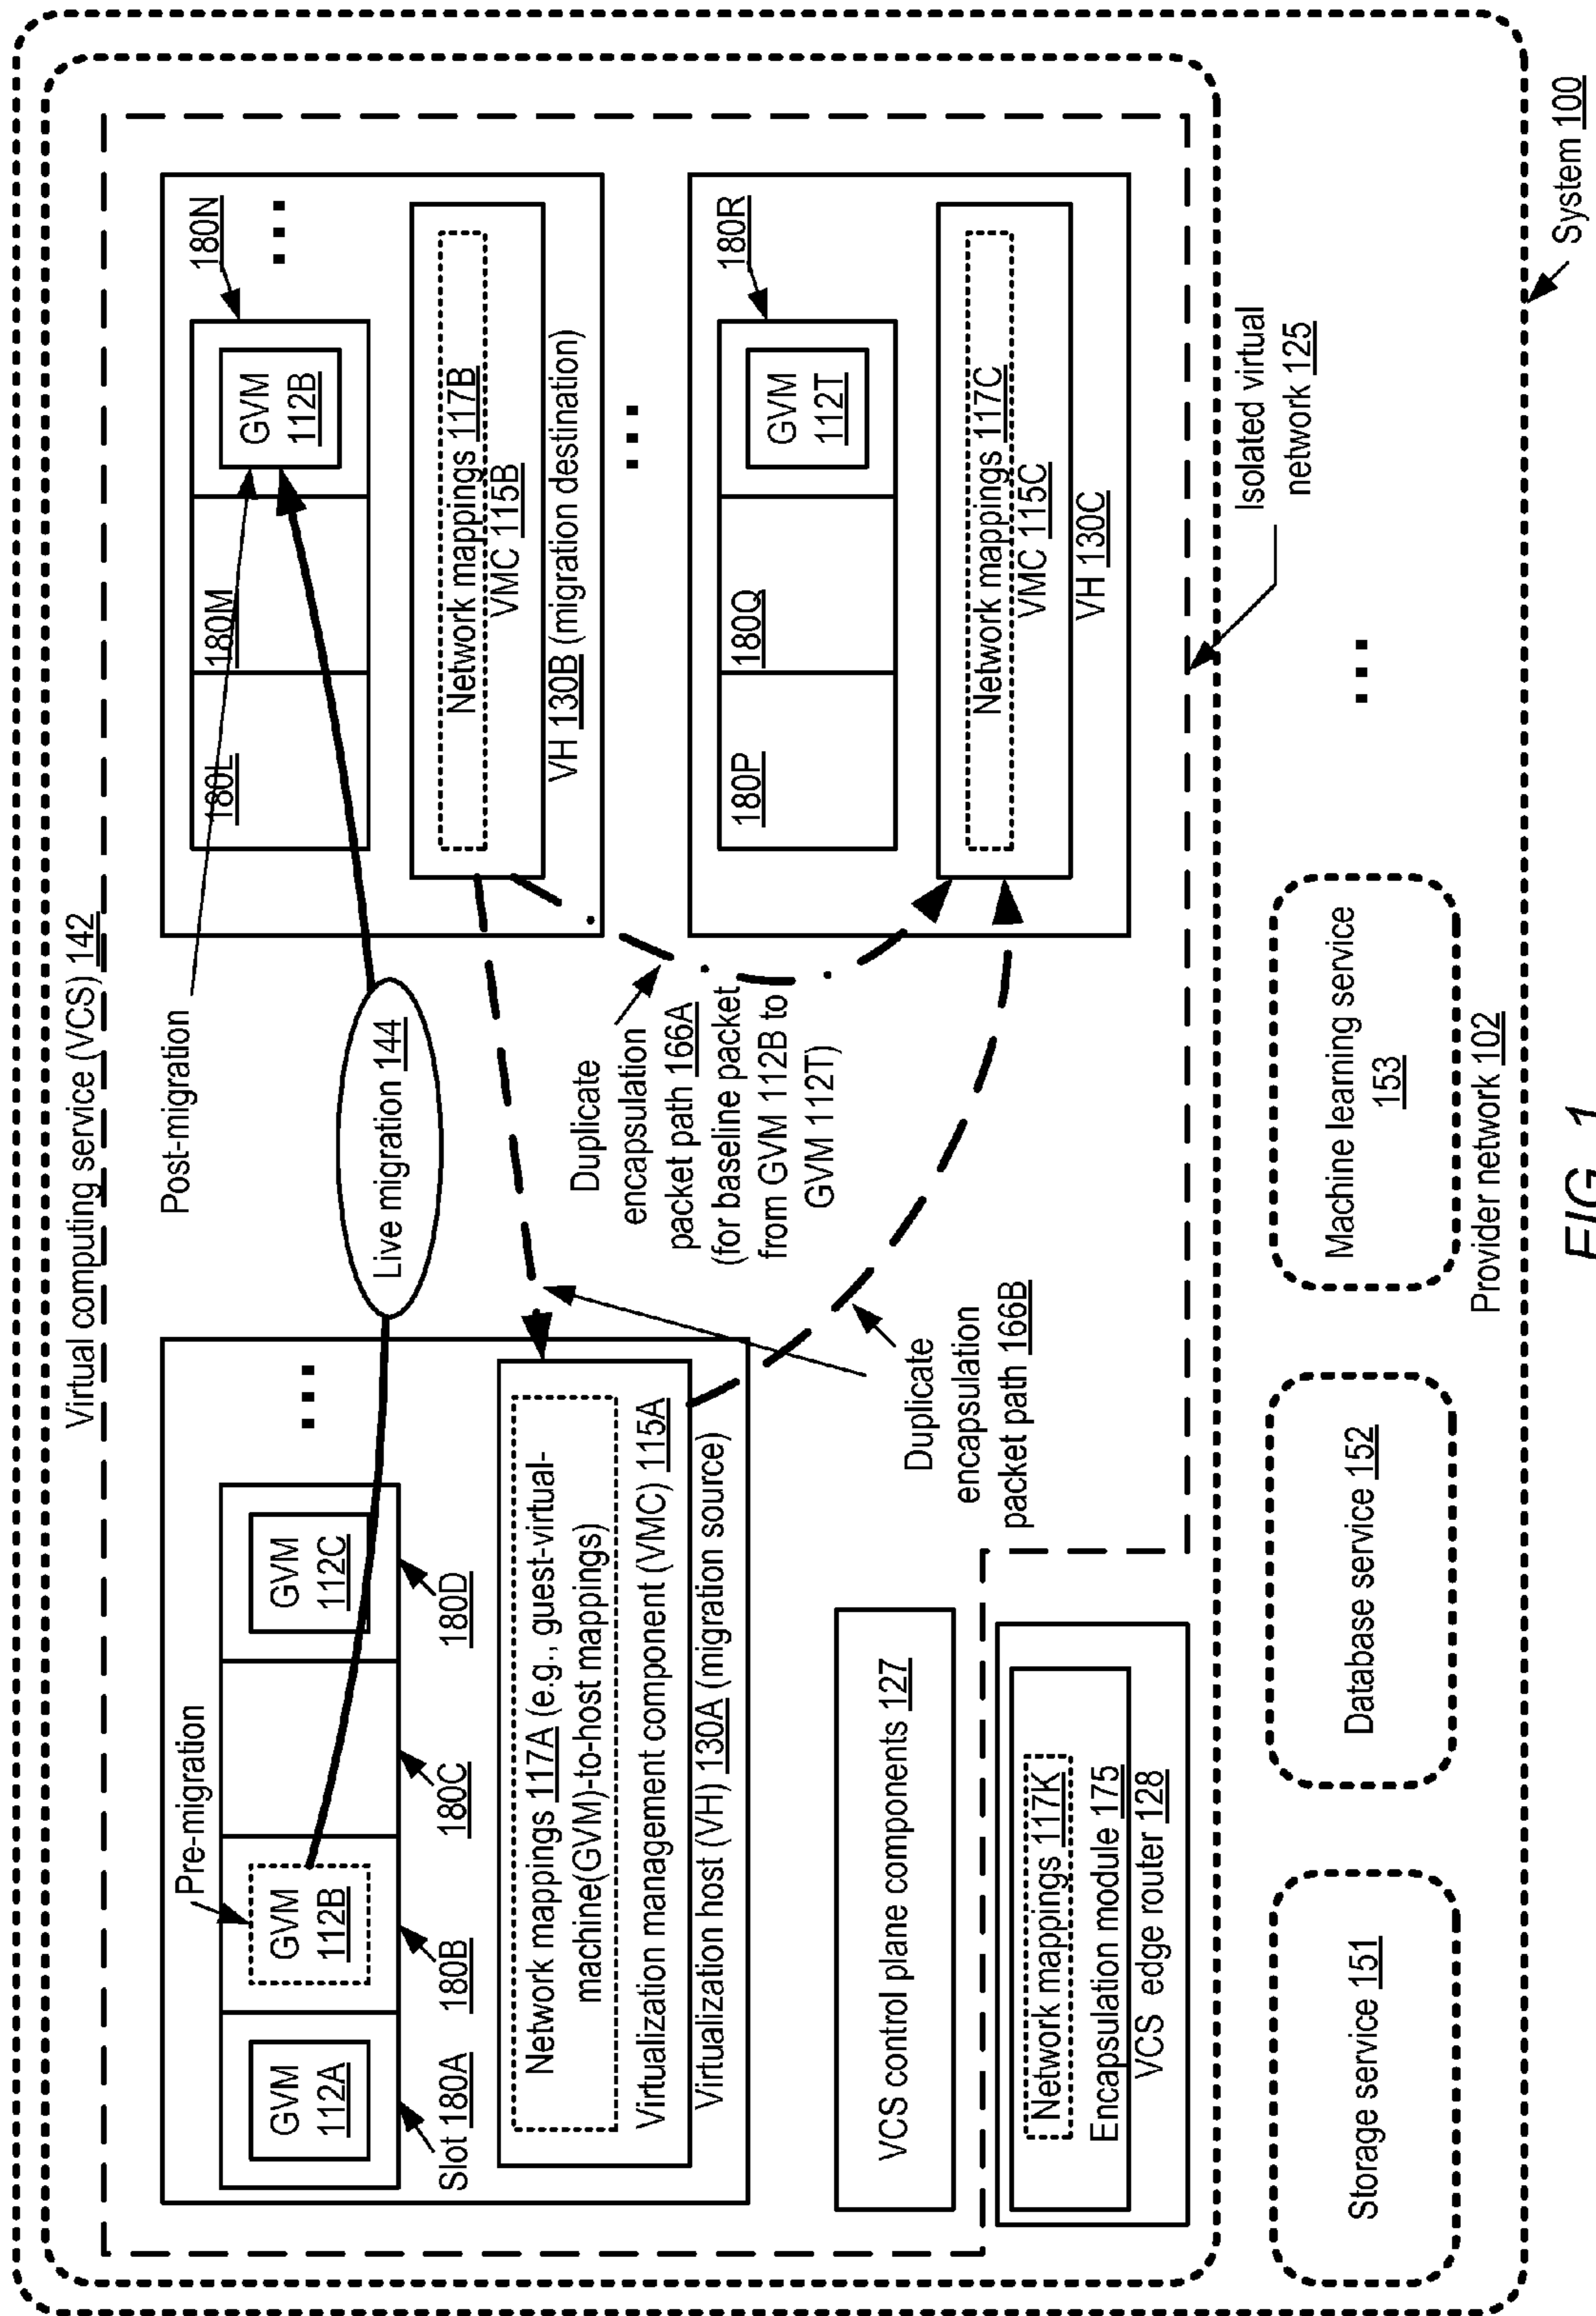 Virtual computing service (VCS) 142
Pre-migration
GVM
112A
GVM
112B
GVM
112C
Slot 180A
180B
180C
180D
Network mappings 117A (e.g., guest-virtual-
machine(GVM)-to-host mappings)
Virtualization management component (VMC) 115A
Virtualization host (VH) 130A (migration source)
Live migration 144
Post-migration
180L
180M
180N
GVM
112B
Network mappings 117B
VMC 115B
VH 130B (migration destination)
Duplicate
encapsulation
packet path 166A
(for baseline packet
from GVM 112B to
GVM 112T)
180P
180Q
180R
GVM
112T
Network mappings 117C
VMC 115C
VH 130C
Duplicate
encapsulation
packet path 166B
VCS control plane components 127
Network mappings 117K
Encapsulation module 175
VCS edge router 128
Isolated virtual
network 125
Storage service 151
Database service 152
Machine learning service
153
Provider network 102
System 100
FIG. 1